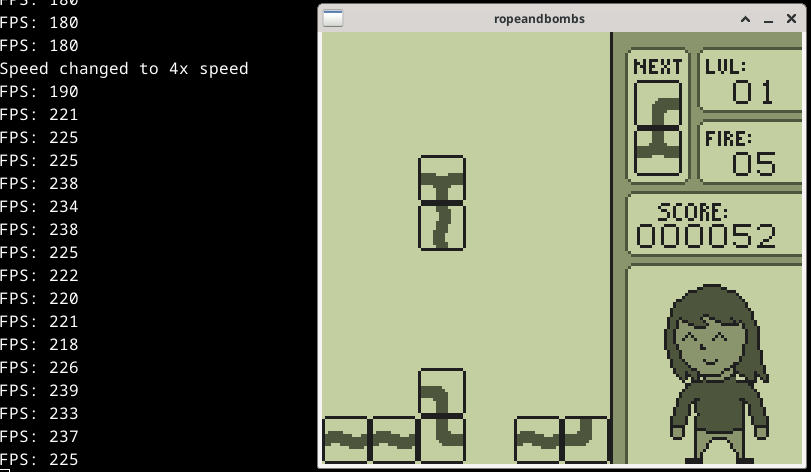 FPS: 180
FPS: 180
FPS: 180
Speed changed to 4x speed
FPS: 190
FPS: 221
FPS: 225
FPS: 225
FPS: 238
FPS: 234
FPS: 238
FPS: 225
FPS: 222
FPS: 220
FPS: 221
FPS: 218
FPS: 226
FPS: 239
FPS: 233
FPS: 237
FPS: 225
ropeandbombs
NEXT
LVL:
01
FIRE:
05
SCORE:
000052